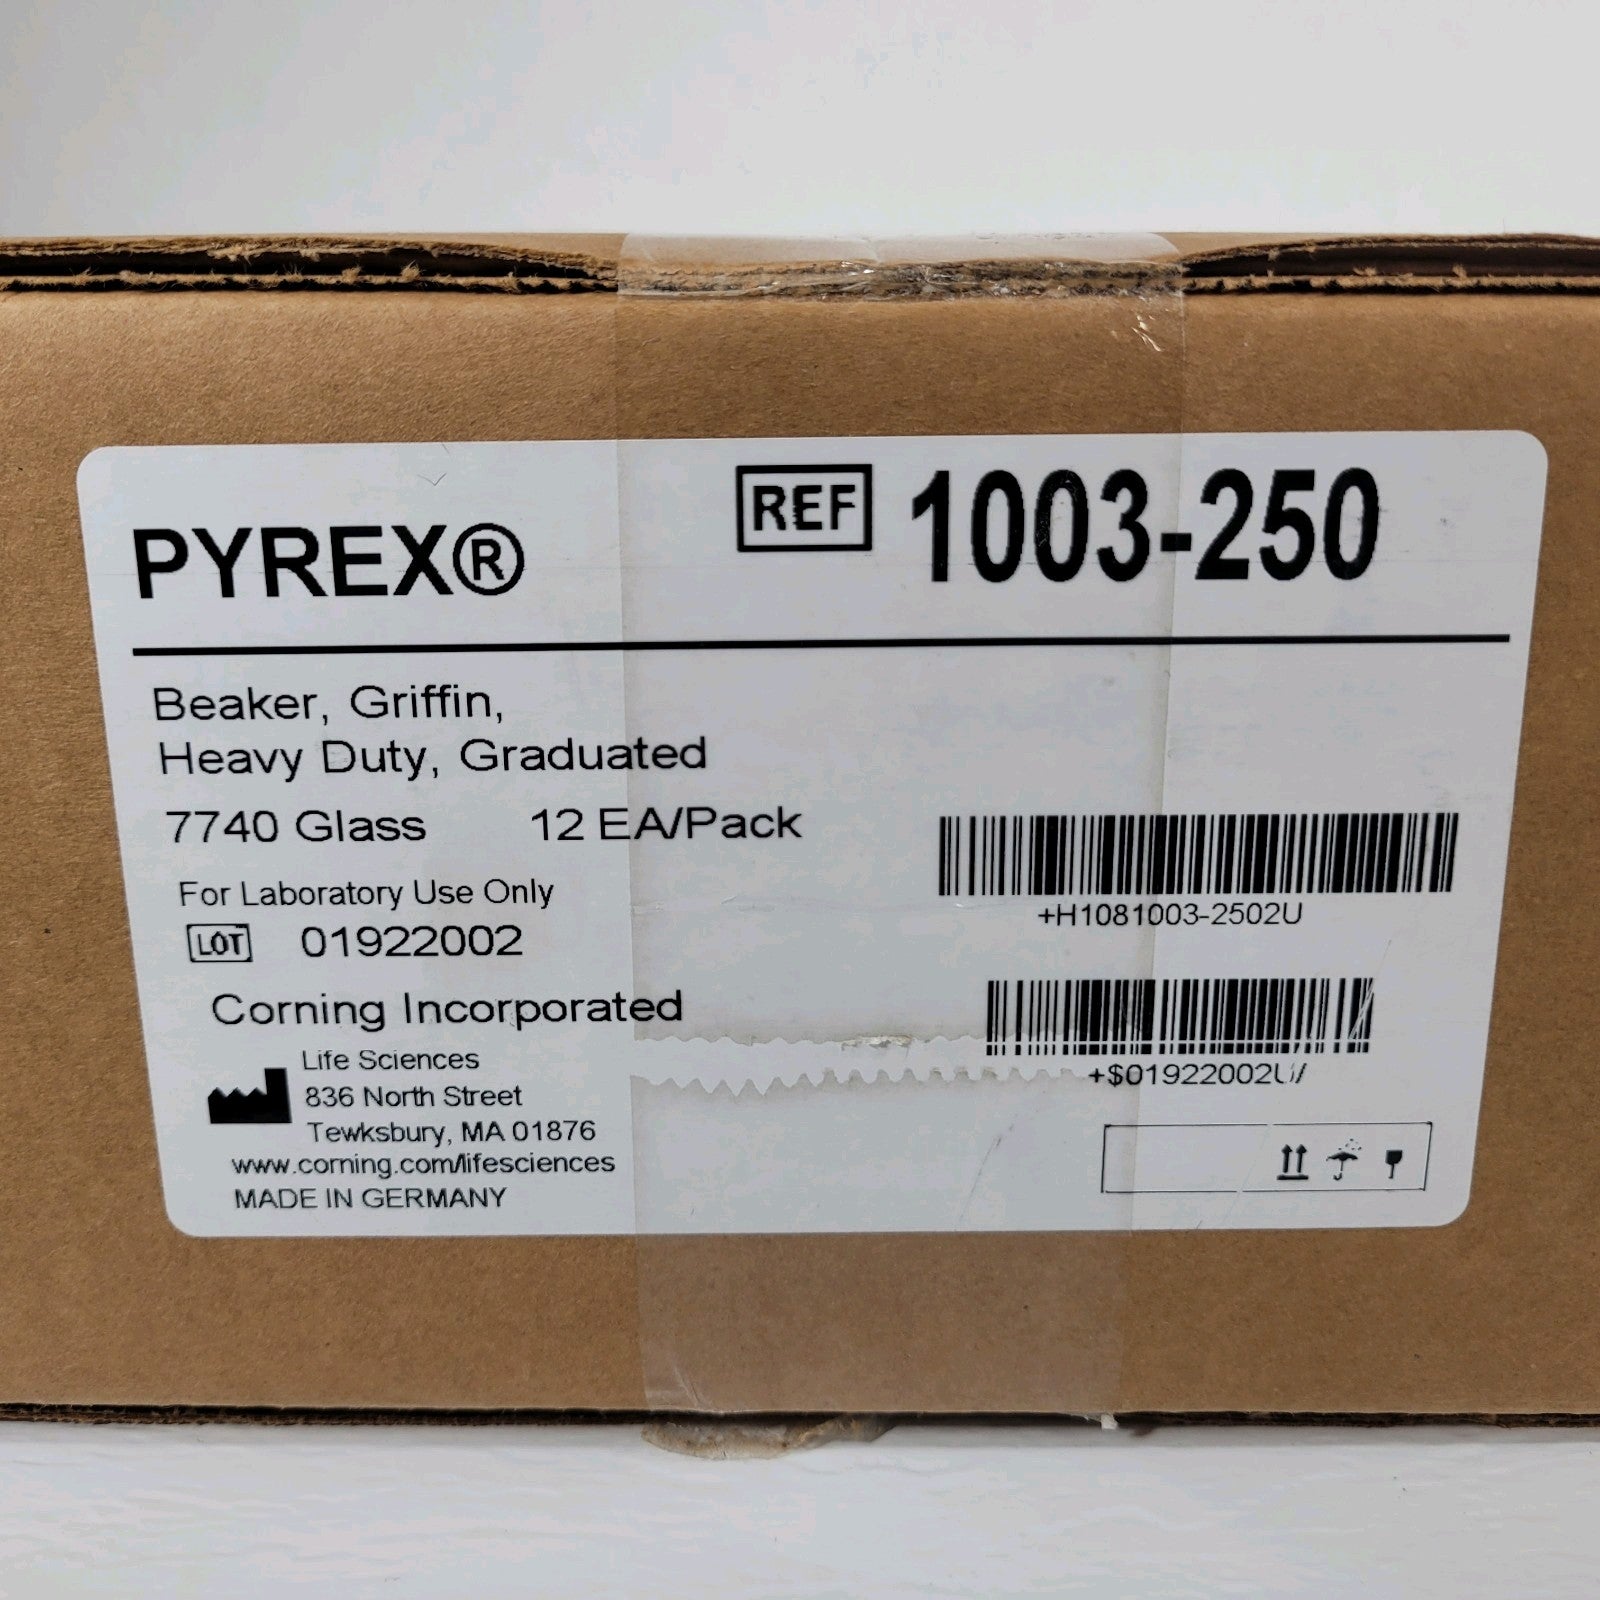 PYREX®
REF 1003-250
Beaker, Griffin,
Heavy Duty, Graduated
7740 Glass 12 EA/Pack
For Laboratory Use Only
LOT 01922002
Corning Incorporated
Life Sciences
836 North Street
Tewksbury, MA 01876
www.corning.com/lifesciences
MADE IN GERMANY
+H1081003-2502U
+$01922002U/